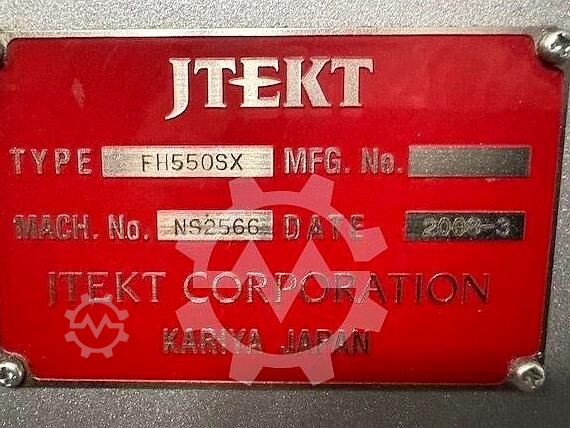 JTEKT
TYPE FH550SX MFG. No.
MACH. No. NS2566 DATE 2008-3
JTEKT CORPORATION
KARIYA JAPAN